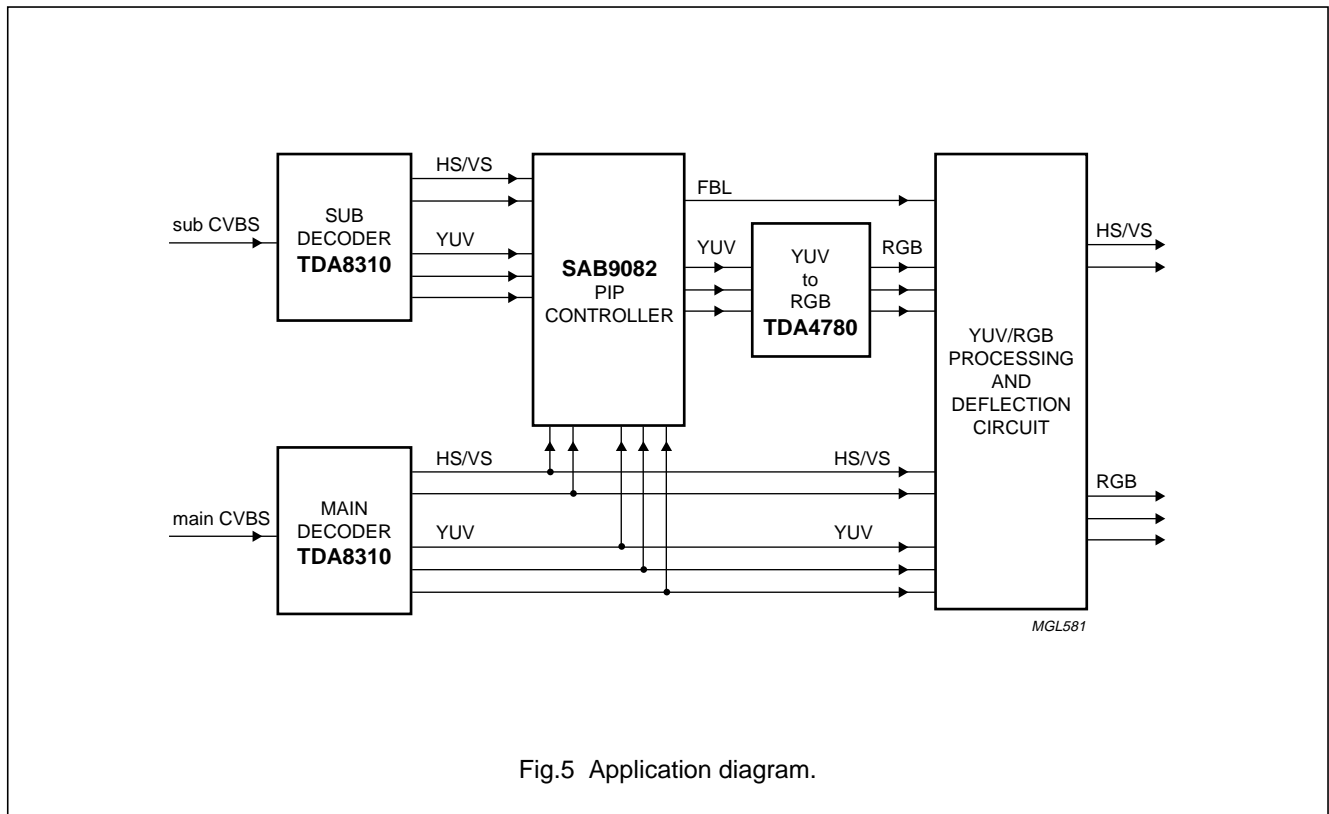 sub CVBS
SUB
DECODER
TDA8310
HS/VS
YUV
SAB9082
PIP
CONTROLLER
FBL
YUV
YUV
to
RGB
TDA4780
RGB
YUV/RGB
PROCESSING
AND
DEFLECTION
CIRCUIT
HS/VS
RGB
main CVBS
MAIN
DECODER
TDA8310
HS/VS
HS/VS
YUV
YUV
MGL581
Fig.5 Application diagram.